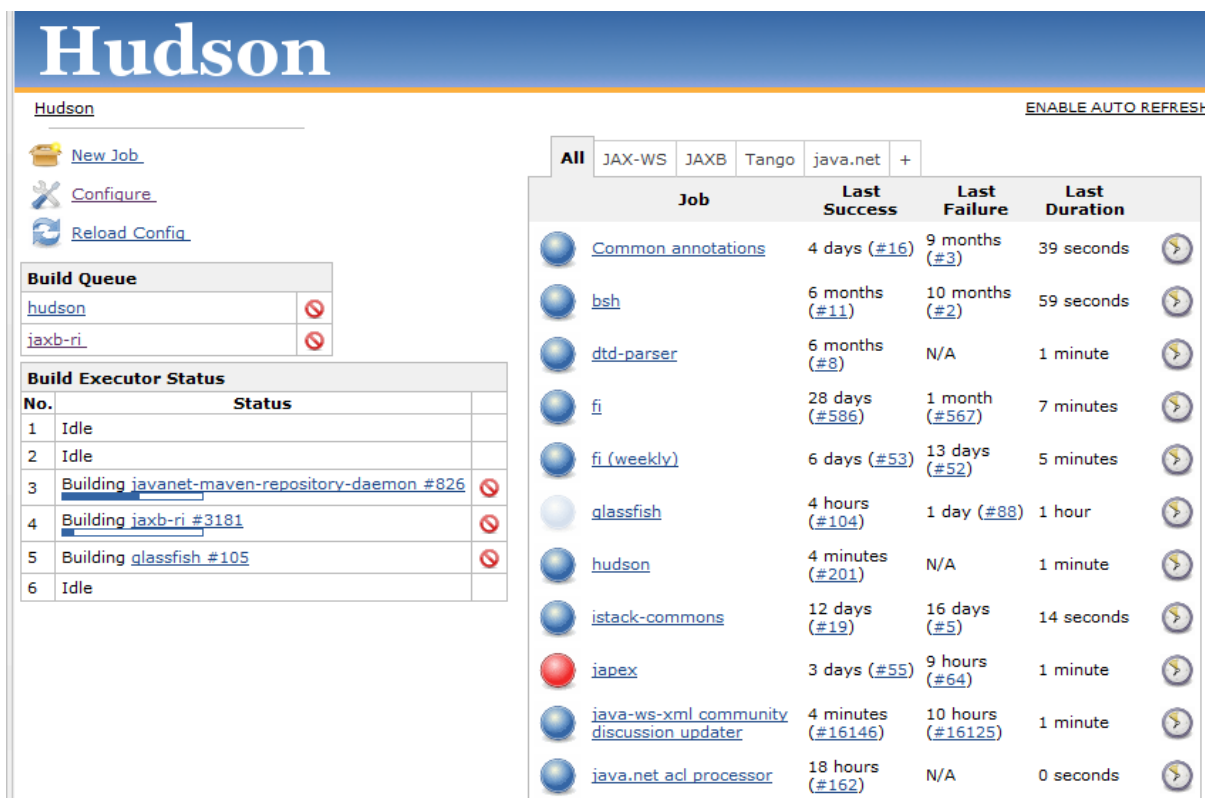 Hudson
Hudson
ENABLE AUTO REFRESH
New Job
Configure
Reload Config
Build Queue
hudson
jaxb-ri
Build Executor Status
No. Status
1 Idle
2 Idle
3 Building javanet-maven-repository-daemon #826
4 Building jaxb-ri #3181
5 Building glassfish #105
6 Idle
All JAX-WS JAXB Tango java.net +
Job Last Success Last Failure Last Duration
Common annotations 4 days (#16) 9 months (#3) 39 seconds
bsh 6 months (#11) 10 months (#2) 59 seconds
dtd-parser 6 months (#8) N/A 1 minute
fi 28 days (#586) 1 month (#567) 7 minutes
fi (weekly) 6 days (#53) 13 days (#52) 5 minutes
glassfish 4 hours (#104) 1 day (#88) 1 hour
hudson 4 minutes (#201) N/A 1 minute
istack-commons 12 days (#19) 16 days (#5) 14 seconds
japex 3 days (#55) 9 hours (#64) 1 minute
java-ws-xml community discussion updater 4 minutes (#16146) 10 hours (#16125) 1 minute
java.net acl processor 18 hours (#162) N/A 0 seconds